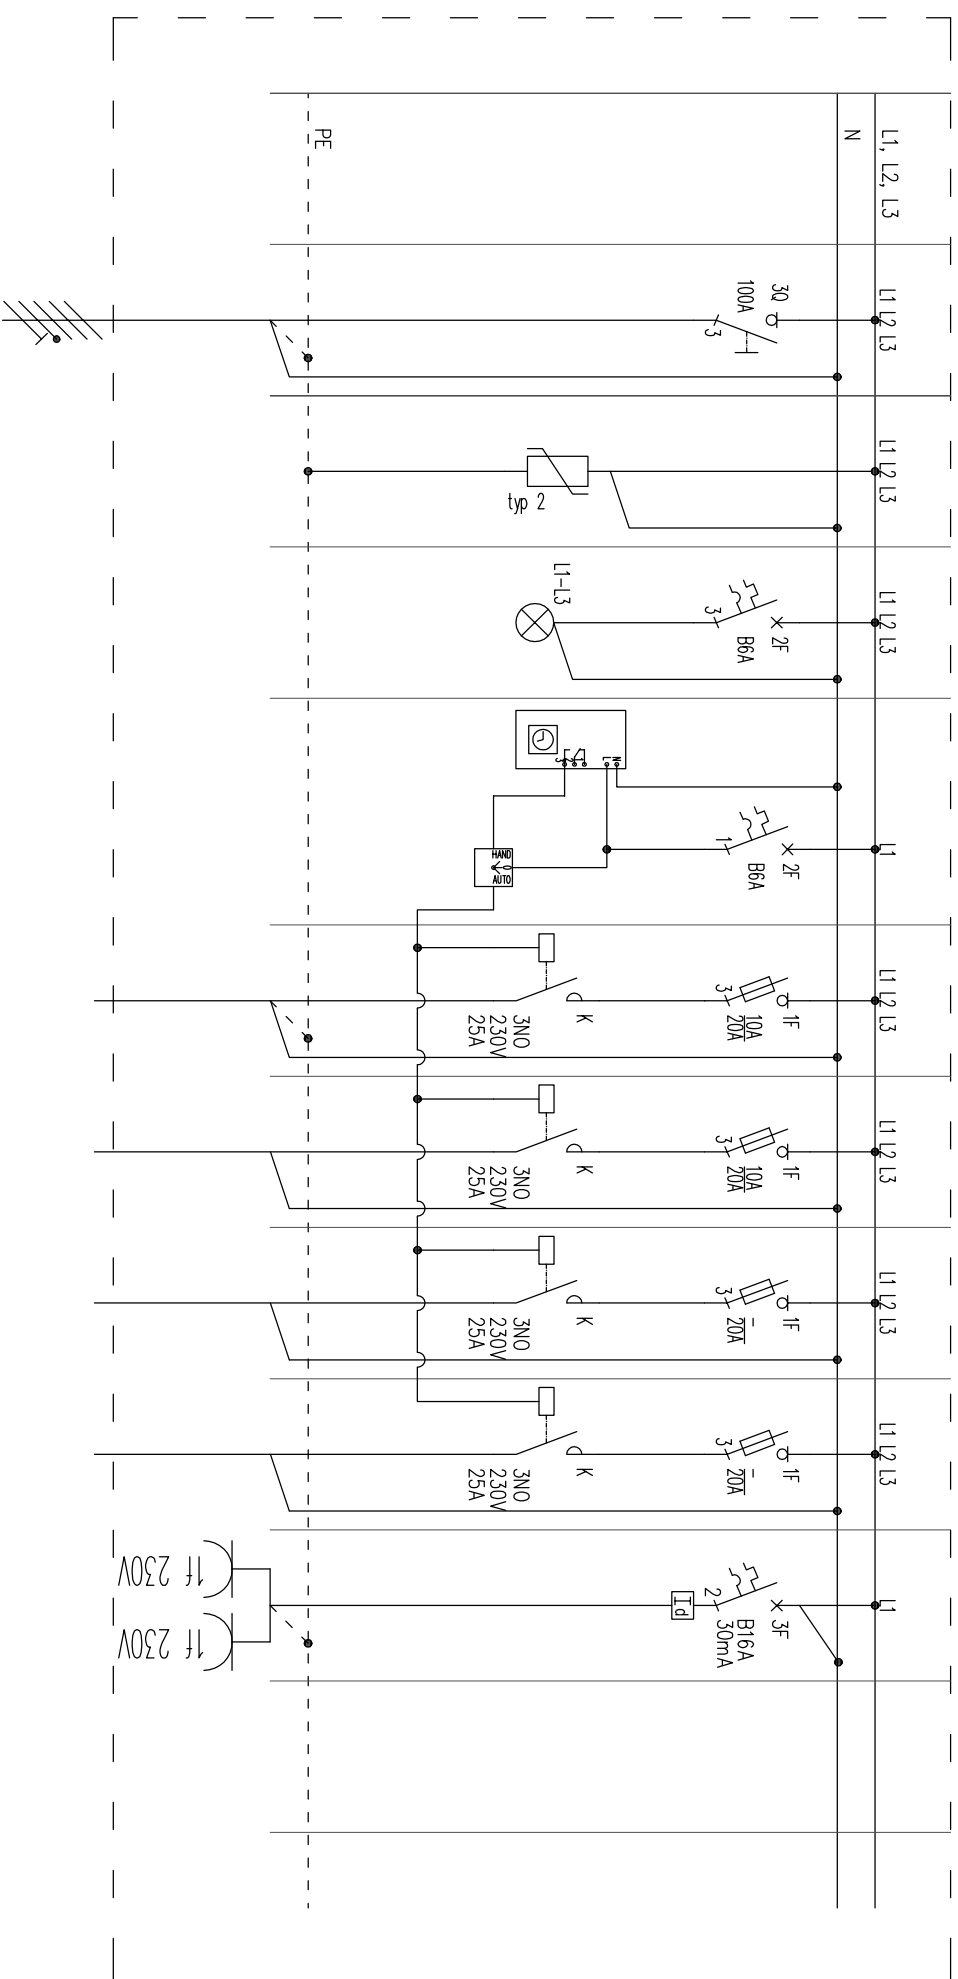 L1, L2, L3
N
PE
L1 L2 L3
3Q
100A
3
L1 L2 L3
typ 2
L1 L2 L3
2F
B6A
3
L1-L3
L1
2F
B6A
1
N
L
1
2
3
HAND
0
AUTO
L1 L2 L3
1F
10A
20A
3
K
3NO
230V
25A
L1 L2 L3
1F
10A
20A
3
K
3NO
230V
25A
L1 L2 L3
1F
-
20A
3
K
3NO
230V
25A
L1 L2 L3
1F
-
20A
3
K
3NO
230V
25A
L1
3F
B16A
30mA
2
Id
1f 230V
1f 230V